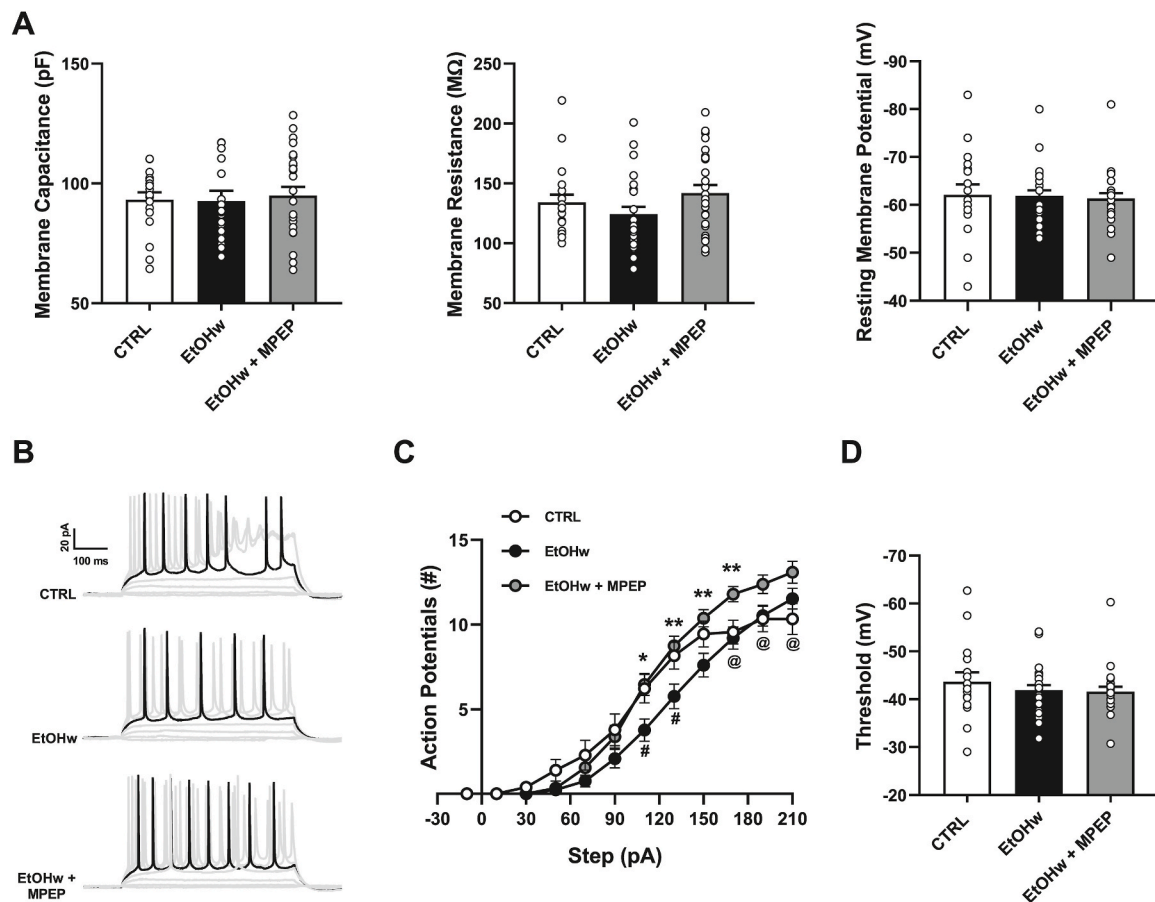 A
Membrane Capacitance (pF)
150
100
50
CTRL
EtOHw
EtOHw + MPEP
Membrane Resistance (MΩ)
250
200
150
100
50
CTRL
EtOHw
EtOHw + MPEP
Resting Membrane Potential (mV)
-90
-80
-70
-60
-50
-40
CTRL
EtOHw
EtOHw + MPEP
B
20 pA
100 ms
CTRL
EtOHw
EtOHw +
MPEP
C
CTRL
EtOHw
EtOHw + MPEP
Action Potentials (#)
15
10
5
*
**
**
**
#
#
@
@
@
-30
0
30
60
90
120
150
180
210
Step (pA)
D
Threshold (mV)
-70
-60
-50
-40
-30
-20
CTRL
EtOHw
EtOHw + MPEP